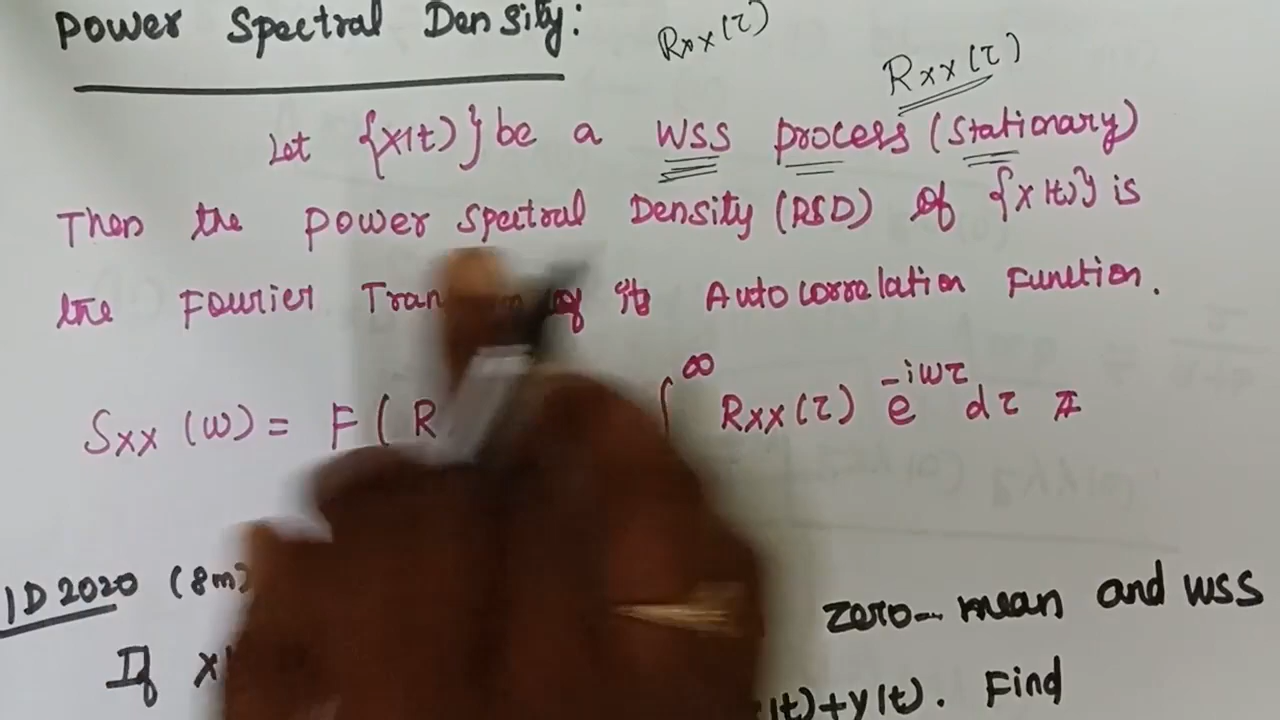 Power Spectral Density:
Rxx(τ)
Rxx(τ)
Let {X(t)} be a WSS process (Stationary)
Then the power spectral Density (PSD) of {X(t)} is
the Fourier Tran of its Autocorrelation Function.
Sxx(ω) = F(R ∫ ∞ Rxx(τ) e^-iωτ dτ
1D 2020 (8m)
zero-mean and WSS
If X
(t)+y(t). Find